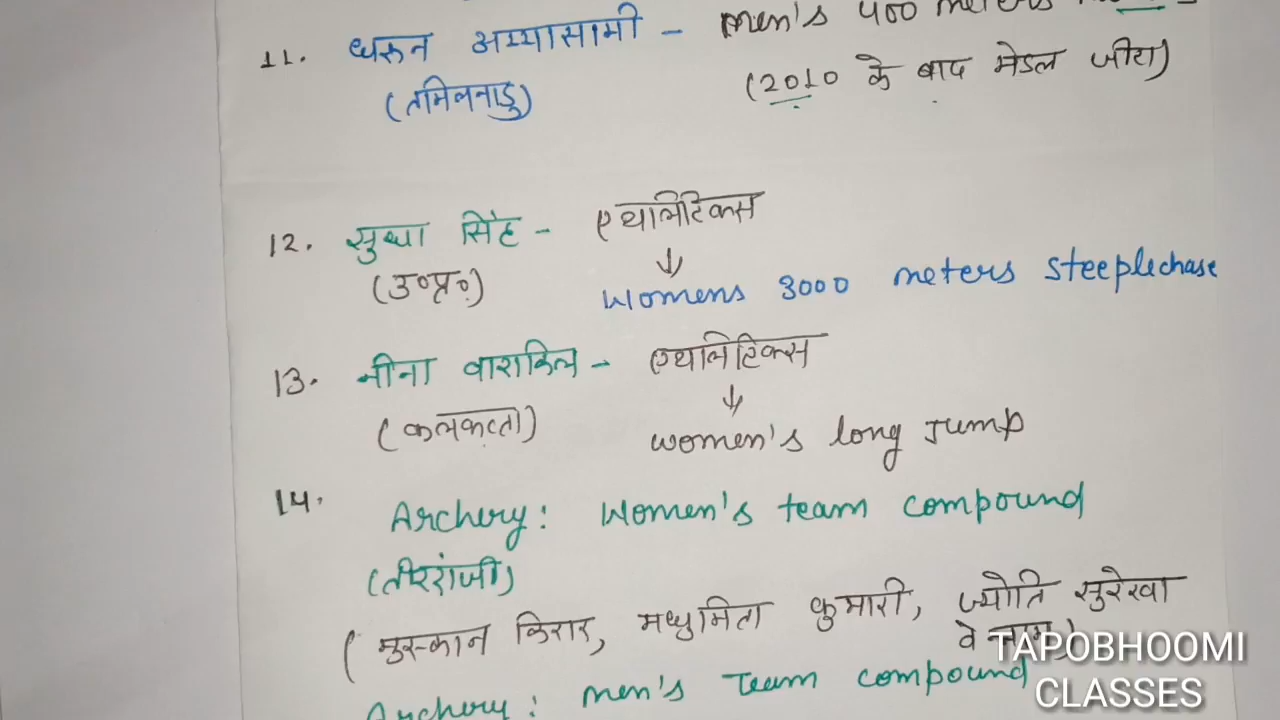 11. धरुन अय्यासामी - Men's 400 meters
(तमिलनाडु)
(2010 के बाद मेडल जीता)
12. सुधा सिंह - एथलिटिक्स
(उ०प्र०)
↓
Womens 3000 meters steeplechase
13. नीना वाराकिल - एथलिटिक्स
(कलकत्ता)
↓
women's long Jump
14. Archery: Women's team compound
(तीरंदाजी)
(मुस्कान किरार, मधुमिता कुमारी, ज्योति सुरेखा
वेन्नम)
Archery: men's Team compound
TAPOBHOOMI
CLASSES